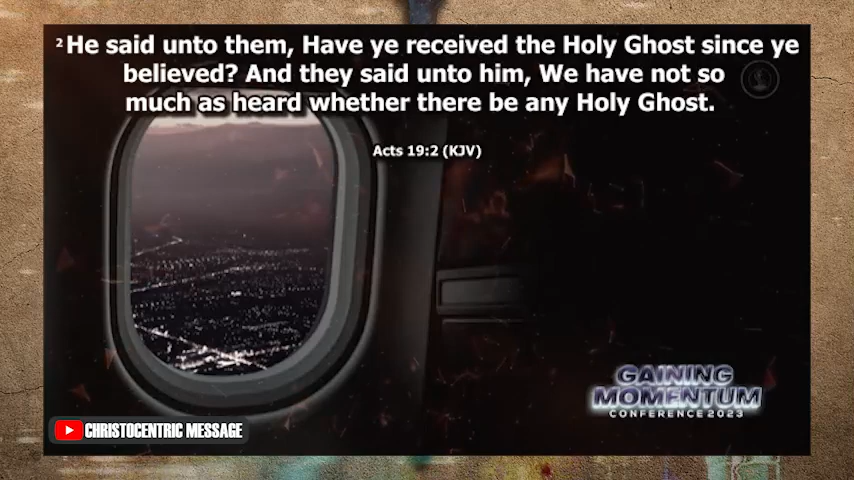 2 He said unto them, Have ye received the Holy Ghost since ye
believed? And they said unto him, We have not so
much as heard whether there be any Holy Ghost.
Acts 19:2 (KJV)
GAINING
MOMENTUM
CONFERENCE 2023
CHRISTOCENTRIC MESSAGE